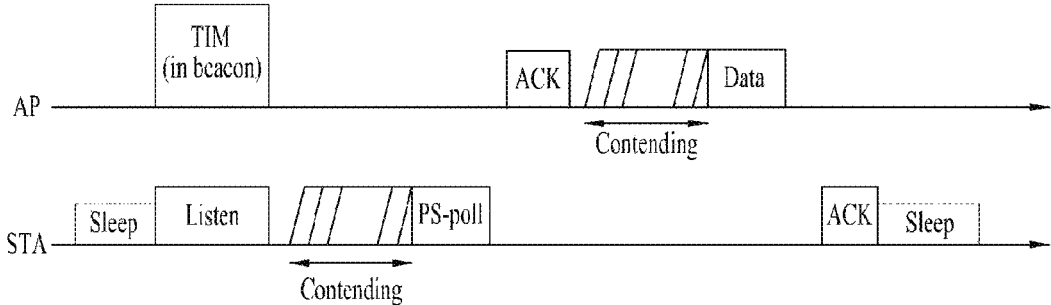 TIM
(in beacon)
ACK
Data
AP
Contending
Sleep
Listen
PS-poll
ACK
Sleep
STA
Contending